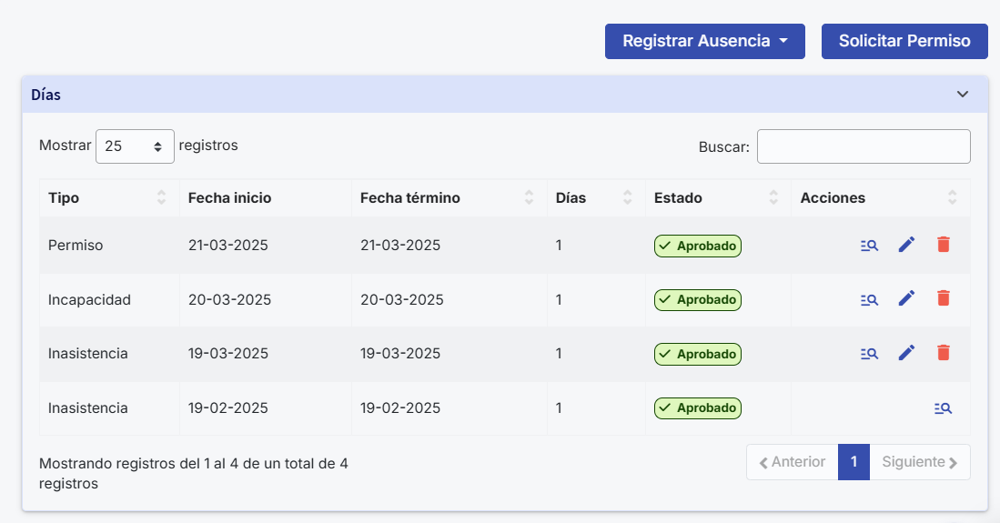 Registrar Ausencia Solicitar Permiso
Días
Mostrar 25 registros Buscar:
Tipo Fecha inicio Fecha término Días Estado Acciones
Permiso 21-03-2025 21-03-2025 1 Aprobado
Incapacidad 20-03-2025 20-03-2025 1 Aprobado
Inasistencia 19-03-2025 19-03-2025 1 Aprobado
Inasistencia 19-02-2025 19-02-2025 1 Aprobado
Mostrando registros del 1 al 4 de un total de 4
registros
Anterior 1 Siguiente